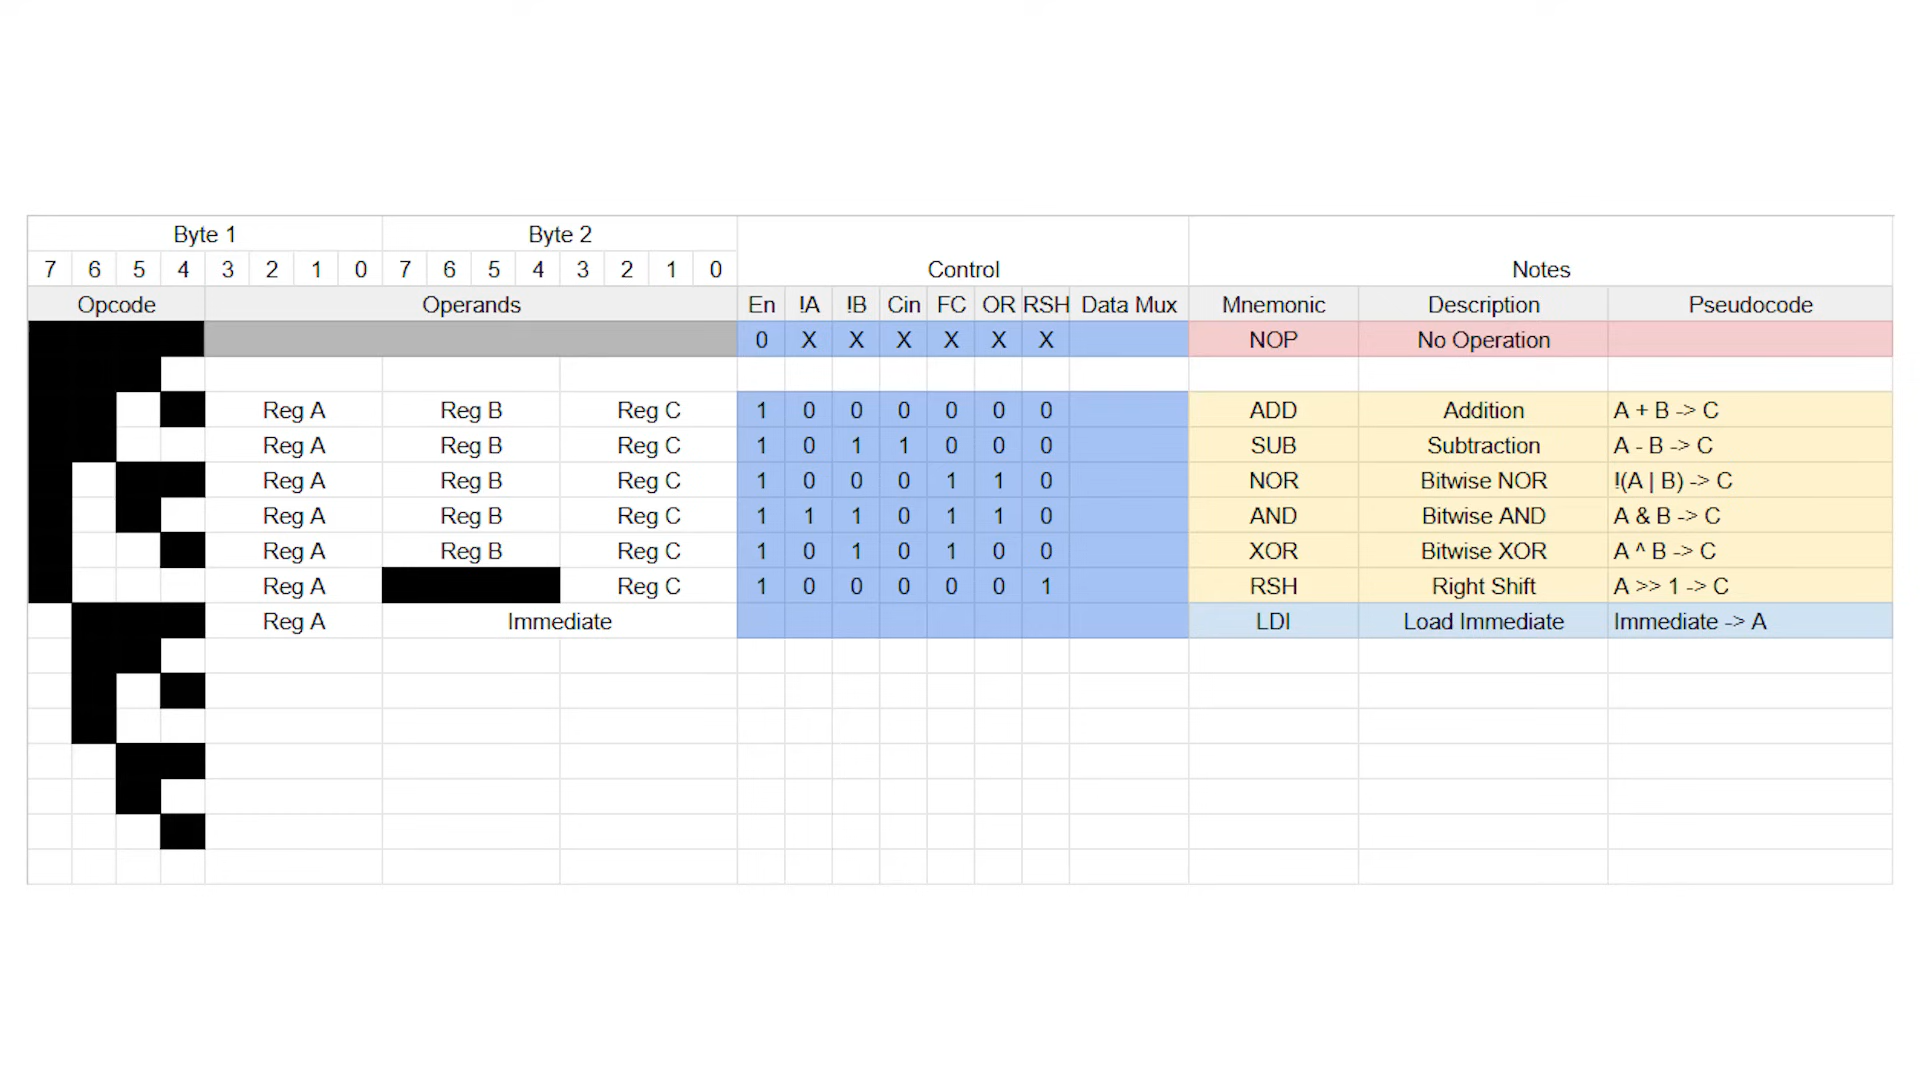 Byte 1 Byte 2
7 6 5 4 3 2 1 0 7 6 5 4 3 2 1 0 Control Notes
Opcode Operands En !A !B Cin FC OR RSH Data Mux Mnemonic Description Pseudocode
0 X X X X X X NOP No Operation
Reg A Reg B Reg C 1 0 0 0 0 0 0 ADD Addition A + B -> C
Reg A Reg B Reg C 1 0 1 1 0 0 0 SUB Subtraction A - B -> C
Reg A Reg B Reg C 1 0 0 0 1 1 0 NOR Bitwise NOR !(A | B) -> C
Reg A Reg B Reg C 1 1 1 0 1 1 0 AND Bitwise AND A & B -> C
Reg A Reg B Reg C 1 0 1 0 1 0 0 XOR Bitwise XOR A ^ B -> C
Reg A Reg C 1 0 0 0 0 0 1 RSH Right Shift A >> 1 -> C
Reg A Immediate LDI Load Immediate Immediate -> A